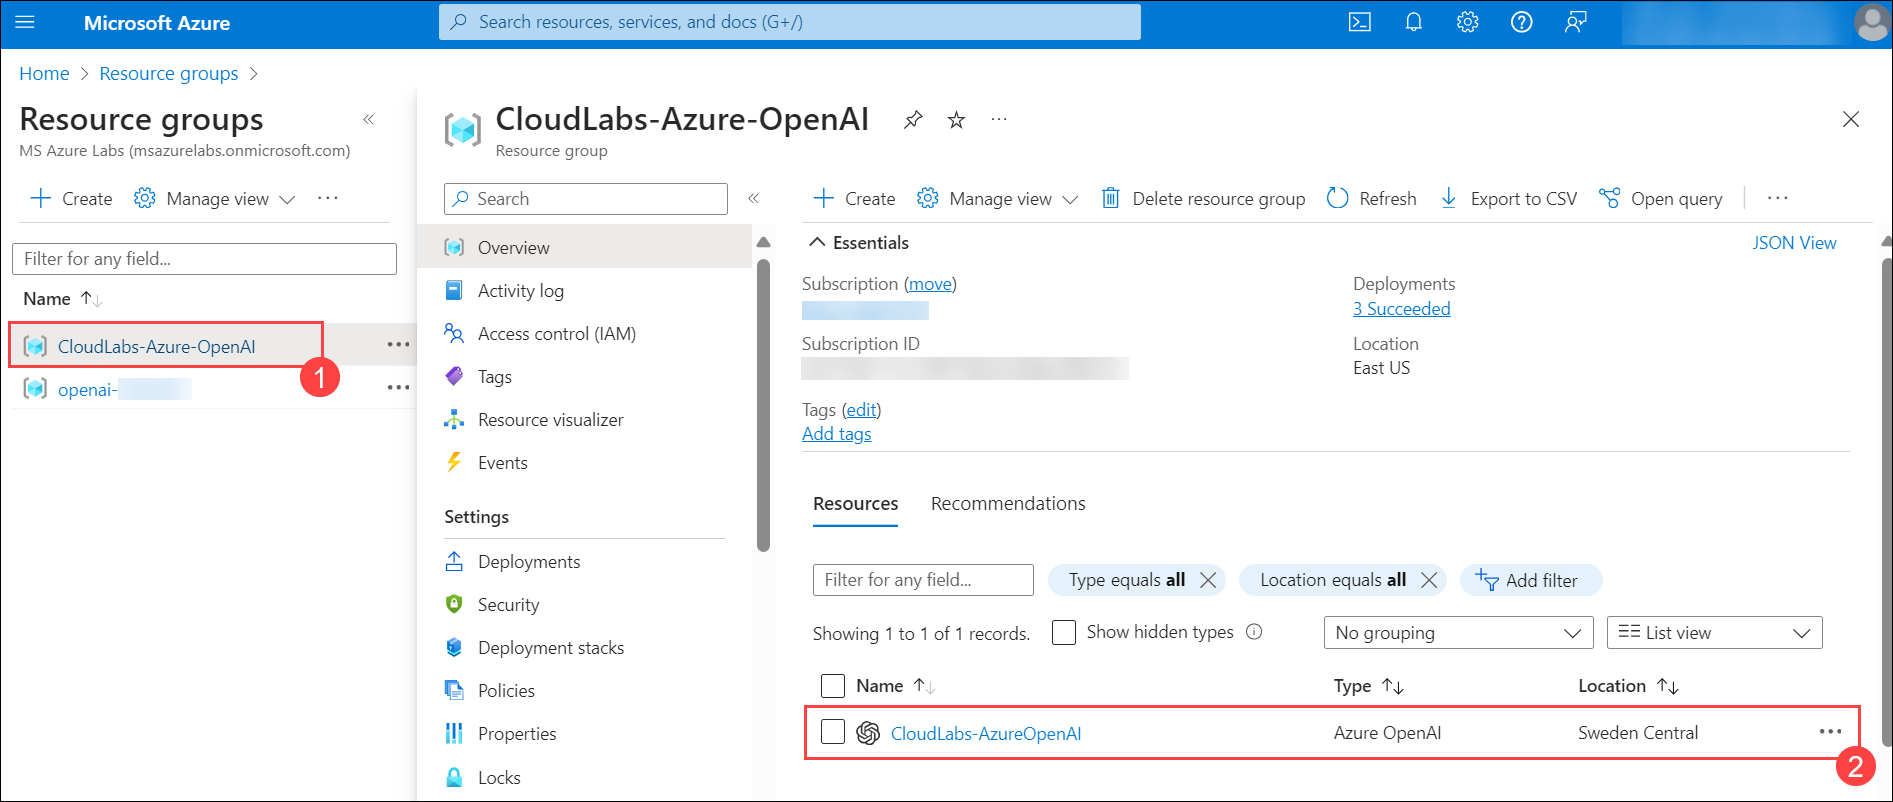 Microsoft Azure
Search resources, services, and docs (G+/)
Home > Resource groups >
Resource groups
MS Azure Labs (msazurelabs.onmicrosoft.com)
Create
Manage view
Filter for any field...
Name
CloudLabs-Azure-OpenAI
1
openai-
CloudLabs-Azure-OpenAI
Resource group
Search
Overview
Activity log
Access control (IAM)
Tags
Resource visualizer
Events
Settings
Deployments
Security
Deployment stacks
Policies
Properties
Locks
Create
Manage view
Delete resource group
Refresh
Export to CSV
Open query
Essentials
JSON View
Subscription (move)
Subscription ID
Deployments
3 Succeeded
Location
East US
Tags (edit)
Add tags
Resources
Recommendations
Filter for any field...
Type equals all
Location equals all
Add filter
Showing 1 to 1 of 1 records.
Show hidden types
No grouping
List view
Name
Type
Location
CloudLabs-AzureOpenAI
Azure OpenAI
Sweden Central
2